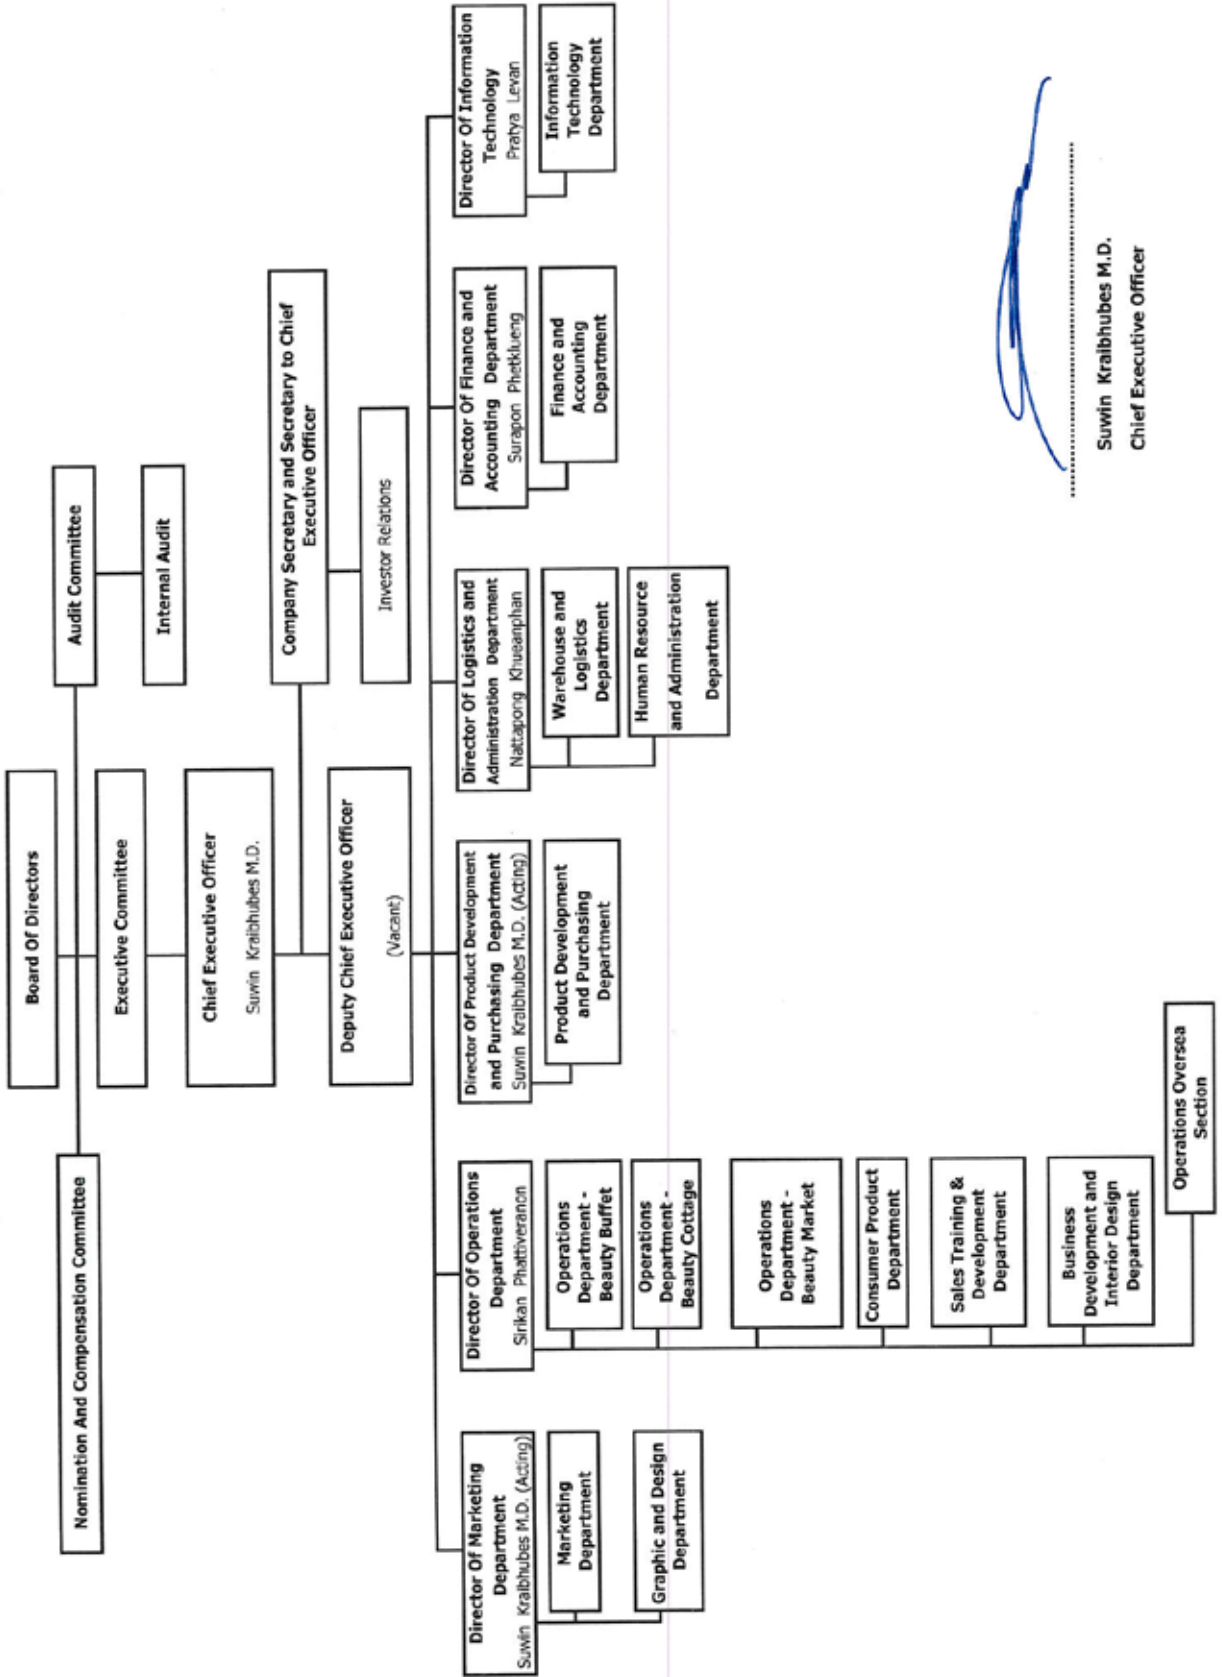 Board Of Directors
Nomination And Compensation Committee
Audit Committee
Executive Committee
Internal Audit
Chief Executive Officer
Suwin Kraibhubes M.D.
Company Secretary and Secretary to Chief
Executive Officer
Deputy Chief Executive Officer
(Vacant)
Investor Relations
Director Of Marketing
Department
Suwin Kraibhubes M.D. (Acting)
Marketing
Department
Graphic and Design
Department
Director Of Operations
Department
Sirikan Phattiveranon
Operations
Department -
Beauty Buffet
Operations
Department -
Beauty Cottage
Operations
Department -
Beauty Market
Consumer Product
Department
Sales Training &
Development
Department
Business
Development and
Interior Design
Department
Operations Oversea
Section
Director Of Product Development
and Purchasing Department
Suwin Kraibhubes M.D. (Acting)
Product Development
and Purchasing
Department
Director Of Logistics and
Administration Department
Nattapong Khueanphan
Warehouse and
Logistics
Department
Human Resource
and Administration
Department
Director Of Finance and
Accounting Department
Surapon Phetklueng
Finance and
Accounting
Department
Director Of Information
Technology
Pratya Levan
Information
Technology
Department
Suwin Kraibhubes M.D.
Chief Executive Officer